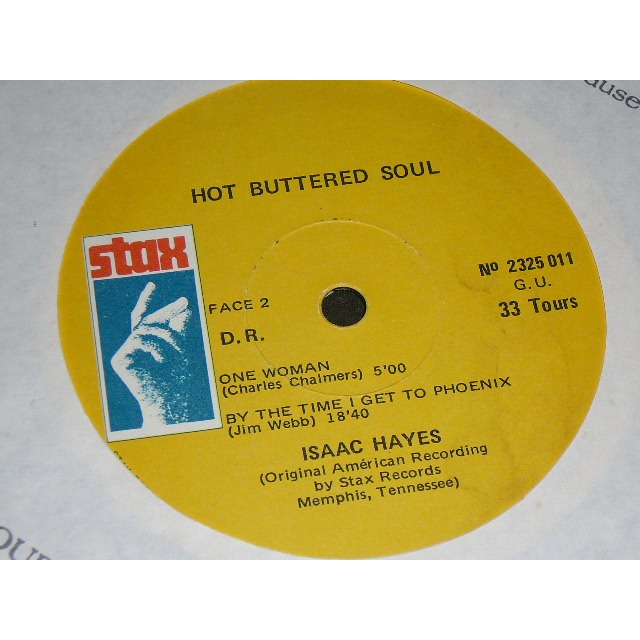 HOT BUTTERED SOUL
stax
Nº 2325 011
G. U.
33 Tours
FACE 2
D. R.
ONE WOMAN
(Charles Chalmers) 5'00
BY THE TIME I GET TO PHOENIX
(Jim Webb) 18'40
ISAAC HAYES
(Original Américan Recording
by Stax Records
Memphis, Tennessee)